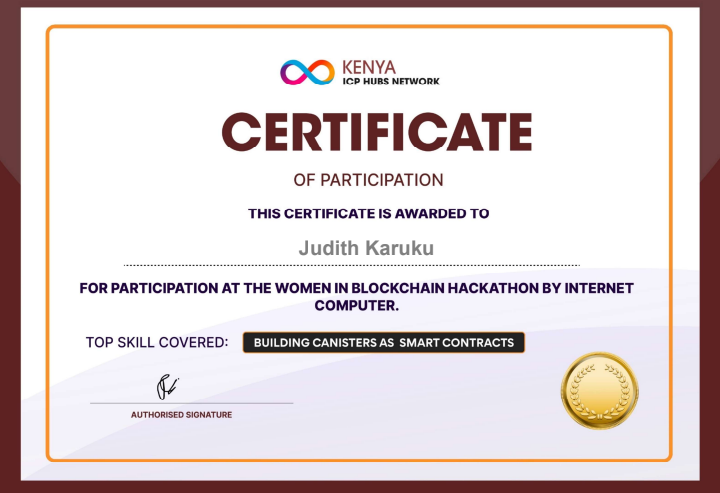 KENYA
ICP HUBS NETWORK
CERTIFICATE
OF PARTICIPATION
THIS CERTIFICATE IS AWARDED TO
Judith Karuku
FOR PARTICIPATION AT THE WOMEN IN BLOCKCHAIN HACKATHON BY INTERNET
COMPUTER.
TOP SKILL COVERED: BUILDING CANISTERS AS SMART CONTRACTS
AUTHORISED SIGNATURE